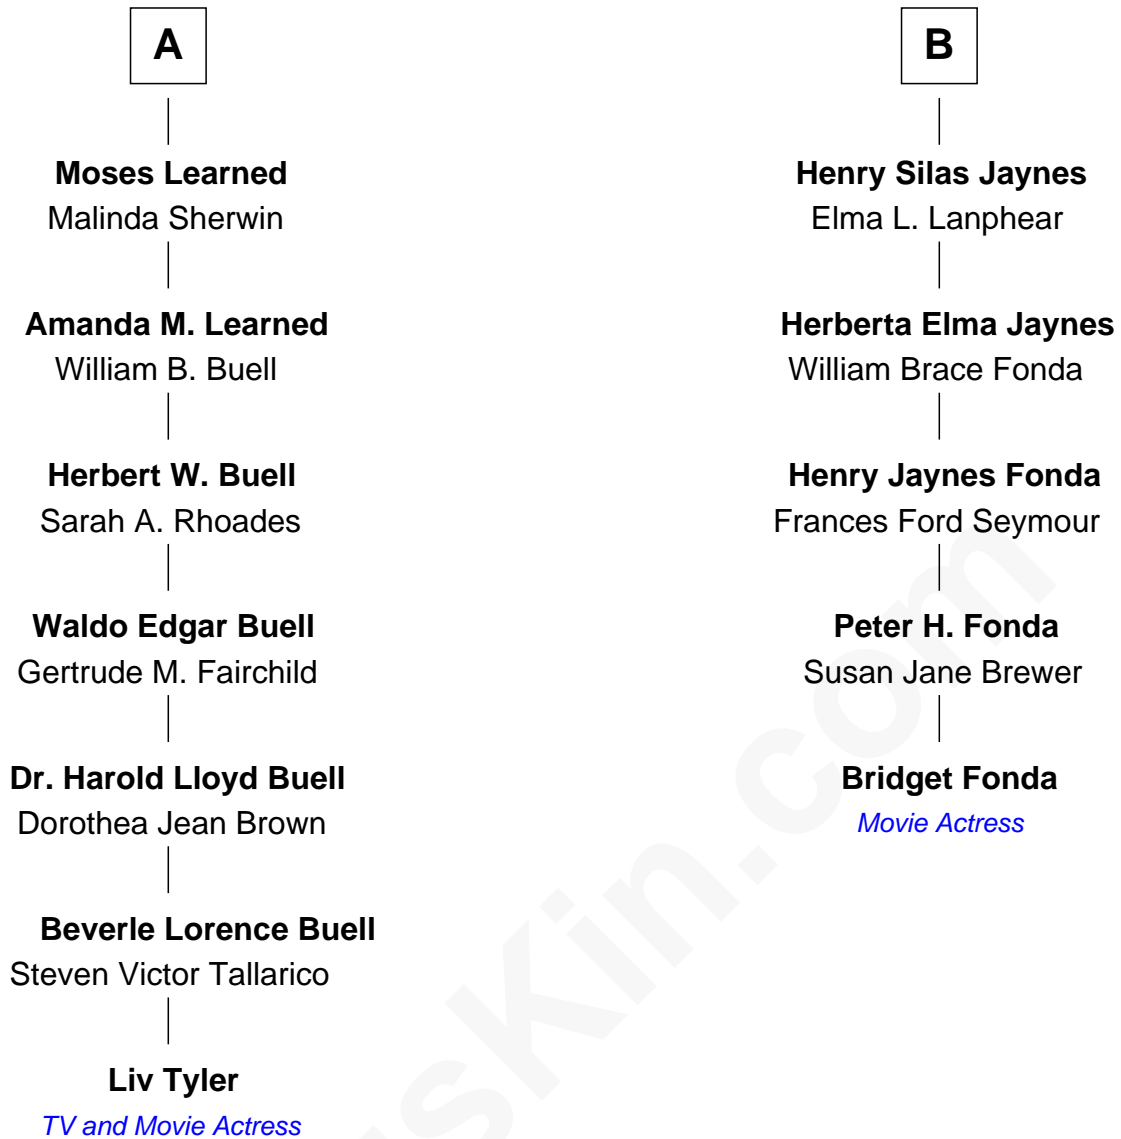 A
Moses Learned
Malinda Sherwin
Amanda M. Learned
William B. Buell
Herbert W. Buell
Sarah A. Rhoades
Waldo Edgar Buell
Gertrude M. Fairchild
Dr. Harold Lloyd Buell
Dorothea Jean Brown
Beverle Lorence Buell
Steven Victor Tallarico
Liv Tyler
TV and Movie Actress
B
Henry Silas Jaynes
Elma L. Lanphear
Herberta Elma Jaynes
William Brace Fonda
Henry Jaynes Fonda
Frances Ford Seymour
Peter H. Fonda
Susan Jane Brewer
Bridget Fonda
Movie Actress
sKin.com